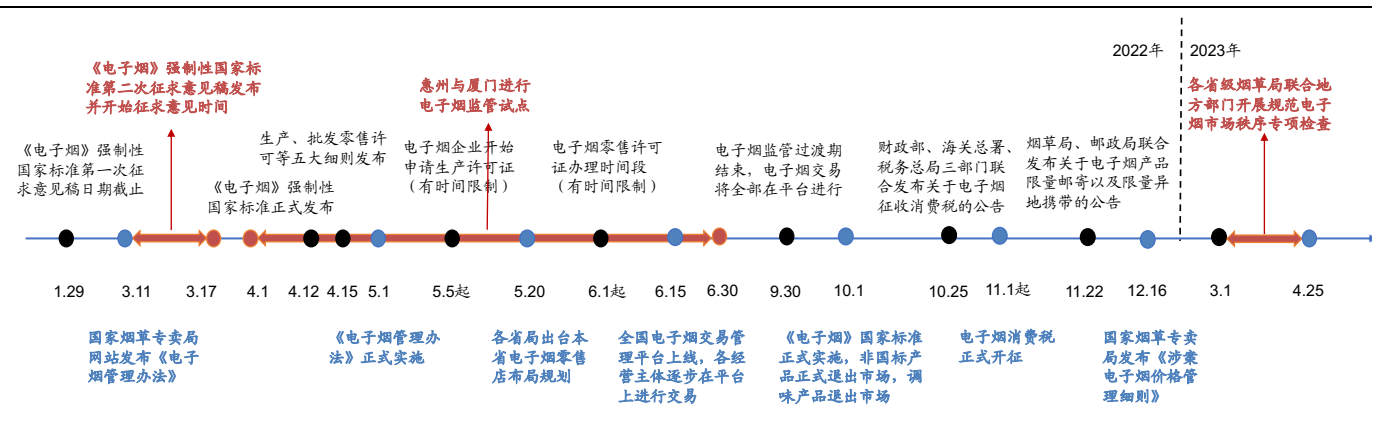 2022年
2023年
《电子烟》强制性国家标
准第二次征求意见稿发布
并开始征求意见时间
惠州与厦门进行
电子烟监管试点
各省级烟草局联合地
方部门开展规范电子
烟市场秩序专项检查
《电子烟》强制性
国家标准第一次征
求意见稿日期截止
生产、批发零售许
可等五大细则发布
《电子烟》强制性
国家标准正式发布
电子烟企业开始
申请生产许可证
（有时间限制）
电子烟零售许可
证办理时间段
（有时间限制）
电子烟监管过渡期
结束，电子烟交易
将全部在平台进行
财政部、海关总署、
税务总局三部门联
合发布关于电子烟
征收消费税的公告
烟草局、邮政局联合
发布关于电子烟产品
限量邮寄以及限量异
地携带的公告
1.29
3.11
3.17
4.1
4.12
4.15
5.1
5.5起
5.20
6.1起
6.15
6.30
9.30
10.1
10.25
11.1起
11.22
12.16
3.1
4.25
国家烟草专卖局
网站发布《电子
烟管理办法》
《电子烟管理办
法》正式实施
各省局出台本
省电子烟零售
店布局规划
全国电子烟交易管
理平台上线，各经
营主体逐步在平台
上进行交易
《电子烟》国家标准
正式实施，非国标产
品正式退出市场，调
味产品退出市场
电子烟消费税
正式开征
国家烟草专卖
局发布《涉案
电子烟价格管
理细则》